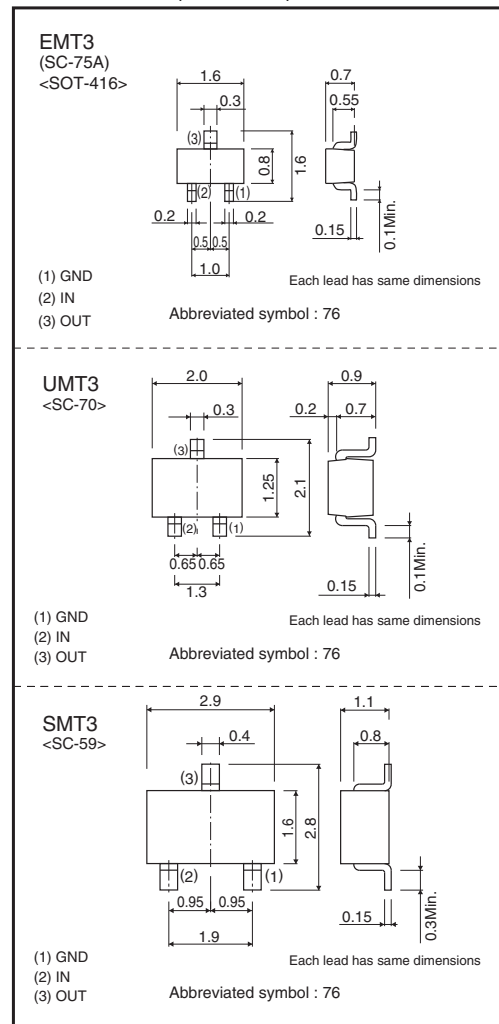 EMT3
(SC-75A)
<SOT-416>
1.6
0.3
(3)
0.8
1.6
(2)
(1)
0.2
0.2
0.5 0.5
1.0
0.7
0.55
0.15
0.1Min.
(1) GND
(2) IN
(3) OUT
Each lead has same dimensions
Abbreviated symbol : 76
UMT3
<SC-70>
2.0
0.3
(3)
1.25
2.1
(2)
(1)
0.65 0.65
1.3
0.9
0.2
0.7
0.15
0.1Min.
(1) GND
(2) IN
(3) OUT
Each lead has same dimensions
Abbreviated symbol : 76
SMT3
<SC-59>
2.9
0.4
(3)
1.6
2.8
(2)
(1)
0.95 0.95
1.9
1.1
0.8
0.15
0.3Min.
(1) GND
(2) IN
(3) OUT
Each lead has same dimensions
Abbreviated symbol : 76